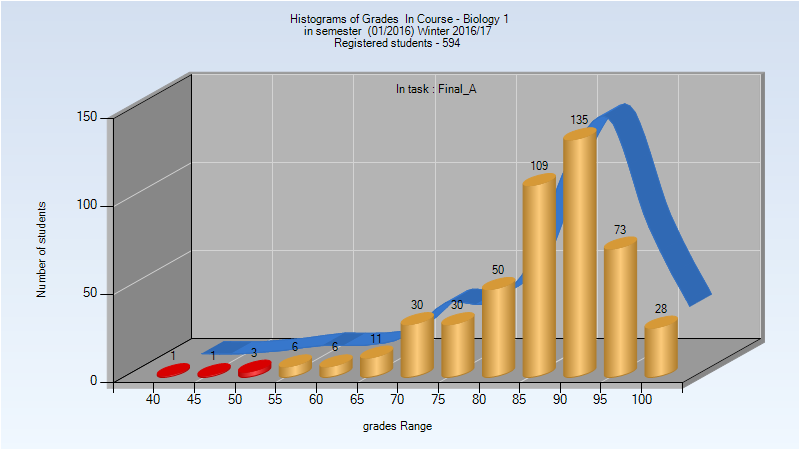 Histograms of Grades  In Course - Biology 1
in semester  (01/2016) Winter 2016/17
Registered students - 594
In task : Final_A
Number of students
150
100
50
0
1
1
3
6
6
11
30
30
50
109
135
73
28
40 45 50 55 60 65 70 75 80 85 90 95 100
grades Range